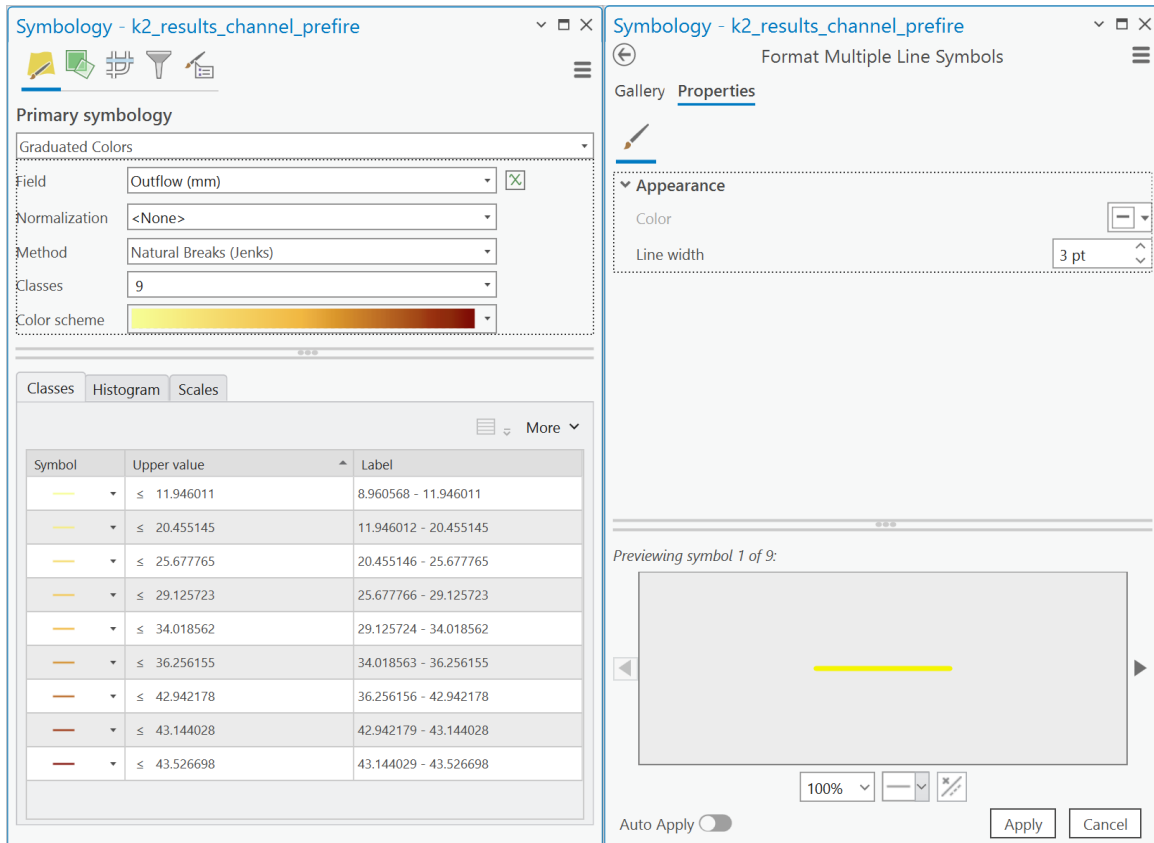 Symbology - k2_results_channel_prefire
Primary symbology
Graduated Colors
Field Outflow (mm)
Normalization <None>
Method Natural Breaks (Jenks)
Classes 9
Color scheme
Classes Histogram Scales
More
Symbol Upper value Label
≤ 11.946011 8.960568 - 11.946011
≤ 20.455145 11.946012 - 20.455145
≤ 25.677765 20.455146 - 25.677765
≤ 29.125723 25.677766 - 29.125723
≤ 34.018562 29.125724 - 34.018562
≤ 36.256155 34.018563 - 36.256155
≤ 42.942178 36.256156 - 42.942178
≤ 43.144028 42.942179 - 43.144028
≤ 43.526698 43.144029 - 43.526698
Symbology - k2_results_channel_prefire
Format Multiple Line Symbols
Gallery Properties
Appearance
Color
Line width 3 pt
Previewing symbol 1 of 9:
100%
Auto Apply Apply Cancel